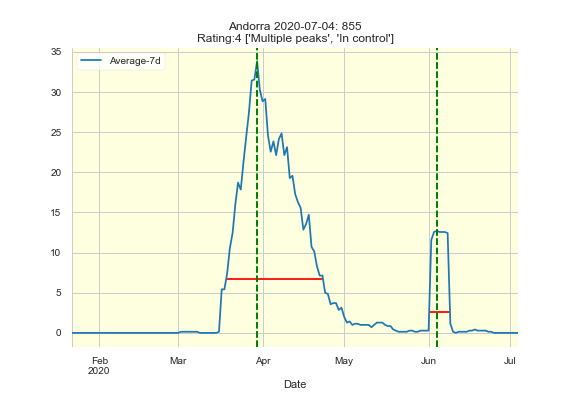 Andorra 2020-07-04: 855
Rating:4 ['Multiple peaks', 'In control']
Average-7d
35
30
25
20
15
10
5
0
Feb
2020
Mar
Apr
May
Jun
Jul
Date